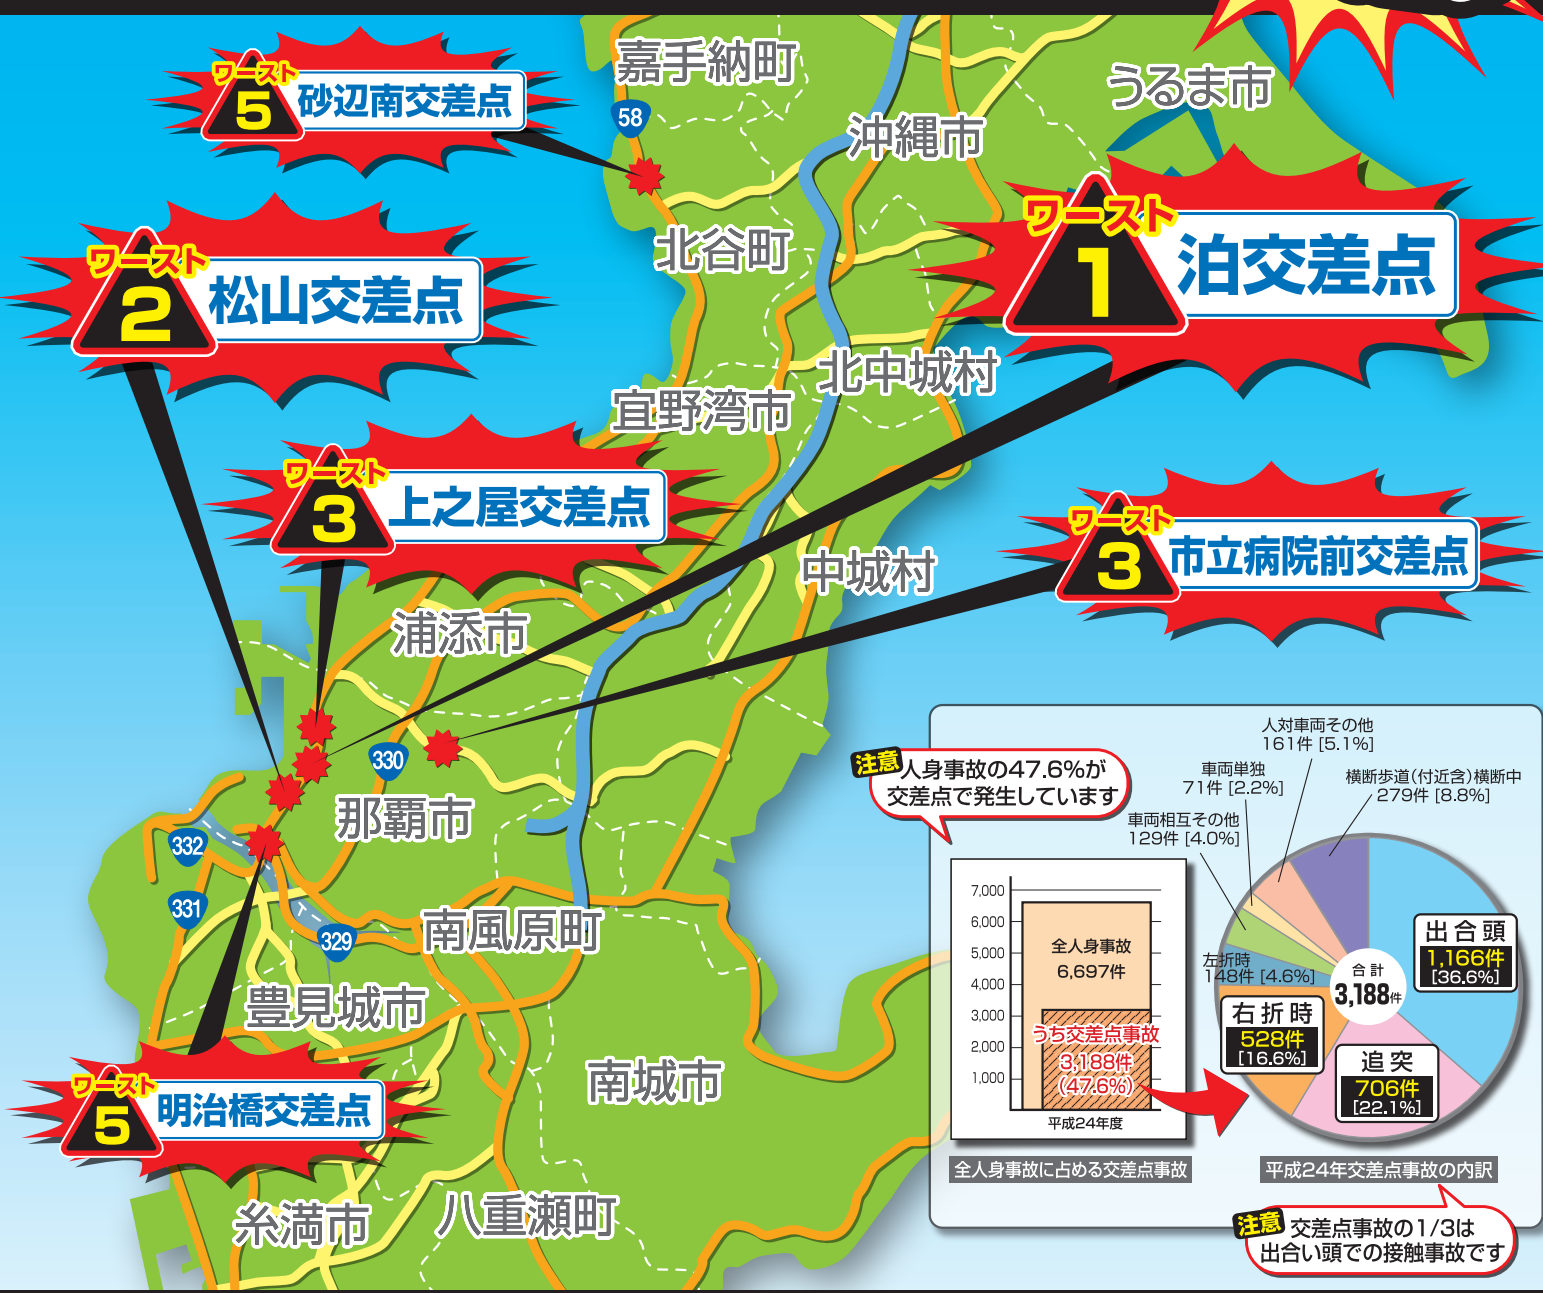 嘉手納町
うるま市
ワースト
5
砂辺南交差点
58
沖縄市
ワースト
1
泊交差点
ワースト
2
松山交差点
北谷町
北中城村
宜野湾市
ワースト
3
上之屋交差点
ワースト
3
市立病院前交差点
中城村
浦添市
330
那覇市
332
331
329
南風原町
豊見城市
南城市
ワースト
5
明治橋交差点
糸満市
八重瀬町
注意
人身事故の47.6%が
交差点で発生しています
7,000
6,000
5,000
4,000
3,000
2,000
1,000
全人身事故
6,697件
うち交差点事故
3,188件
(47.6%)
平成24年度
全人身事故に占める交差点事故
人対車両その他
161件 [5.1%]
車両単独
71件 [2.2%]
横断歩道(付近含)横断中
279件 [8.8%]
車両相互その他
129件 [4.0%]
左折時
148件 [4.6%]
合計
3,188件
出合頭
1,166件
[36.6%]
右折時
528件
[16.6%]
追突
706件
[22.1%]
平成24年交差点事故の内訳
注意
交差点事故の1/3は
出合い頭での接触事故です